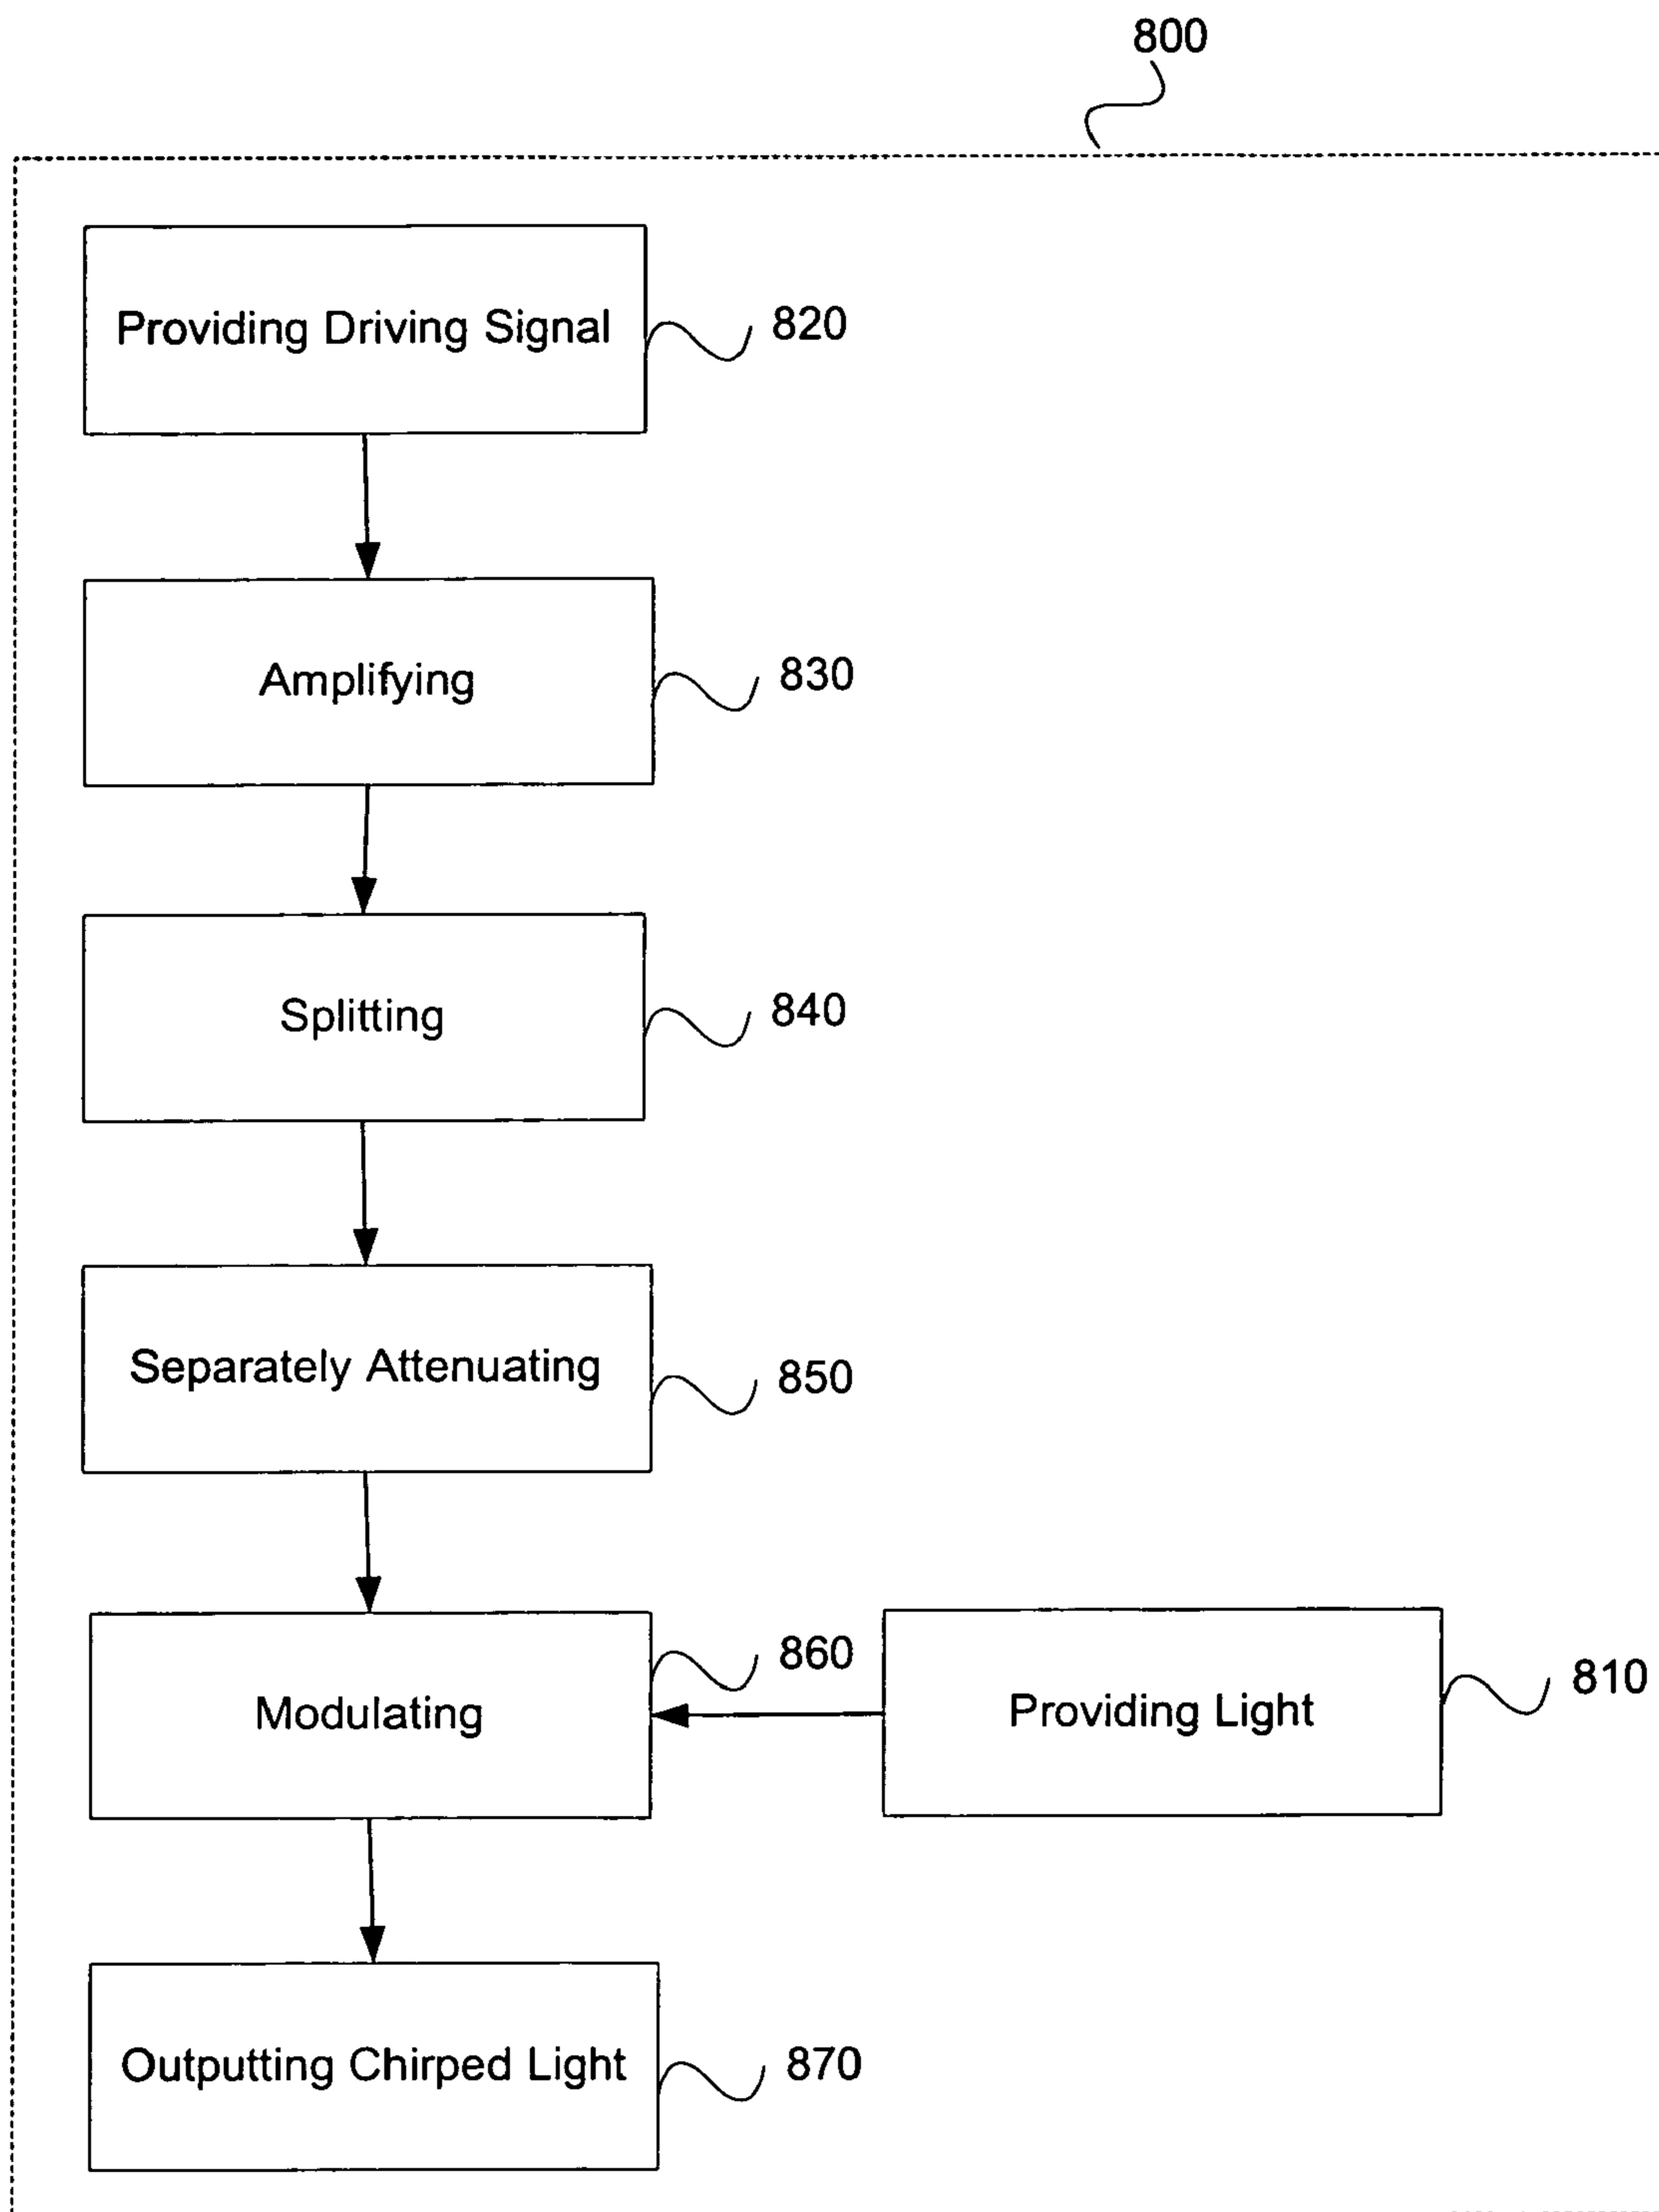 800
Providing Driving Signal
820
Amplifying
830
Splitting
840
Separately Attenuating
850
860
Modulating
Providing Light
810
Outputting Chirped Light
870